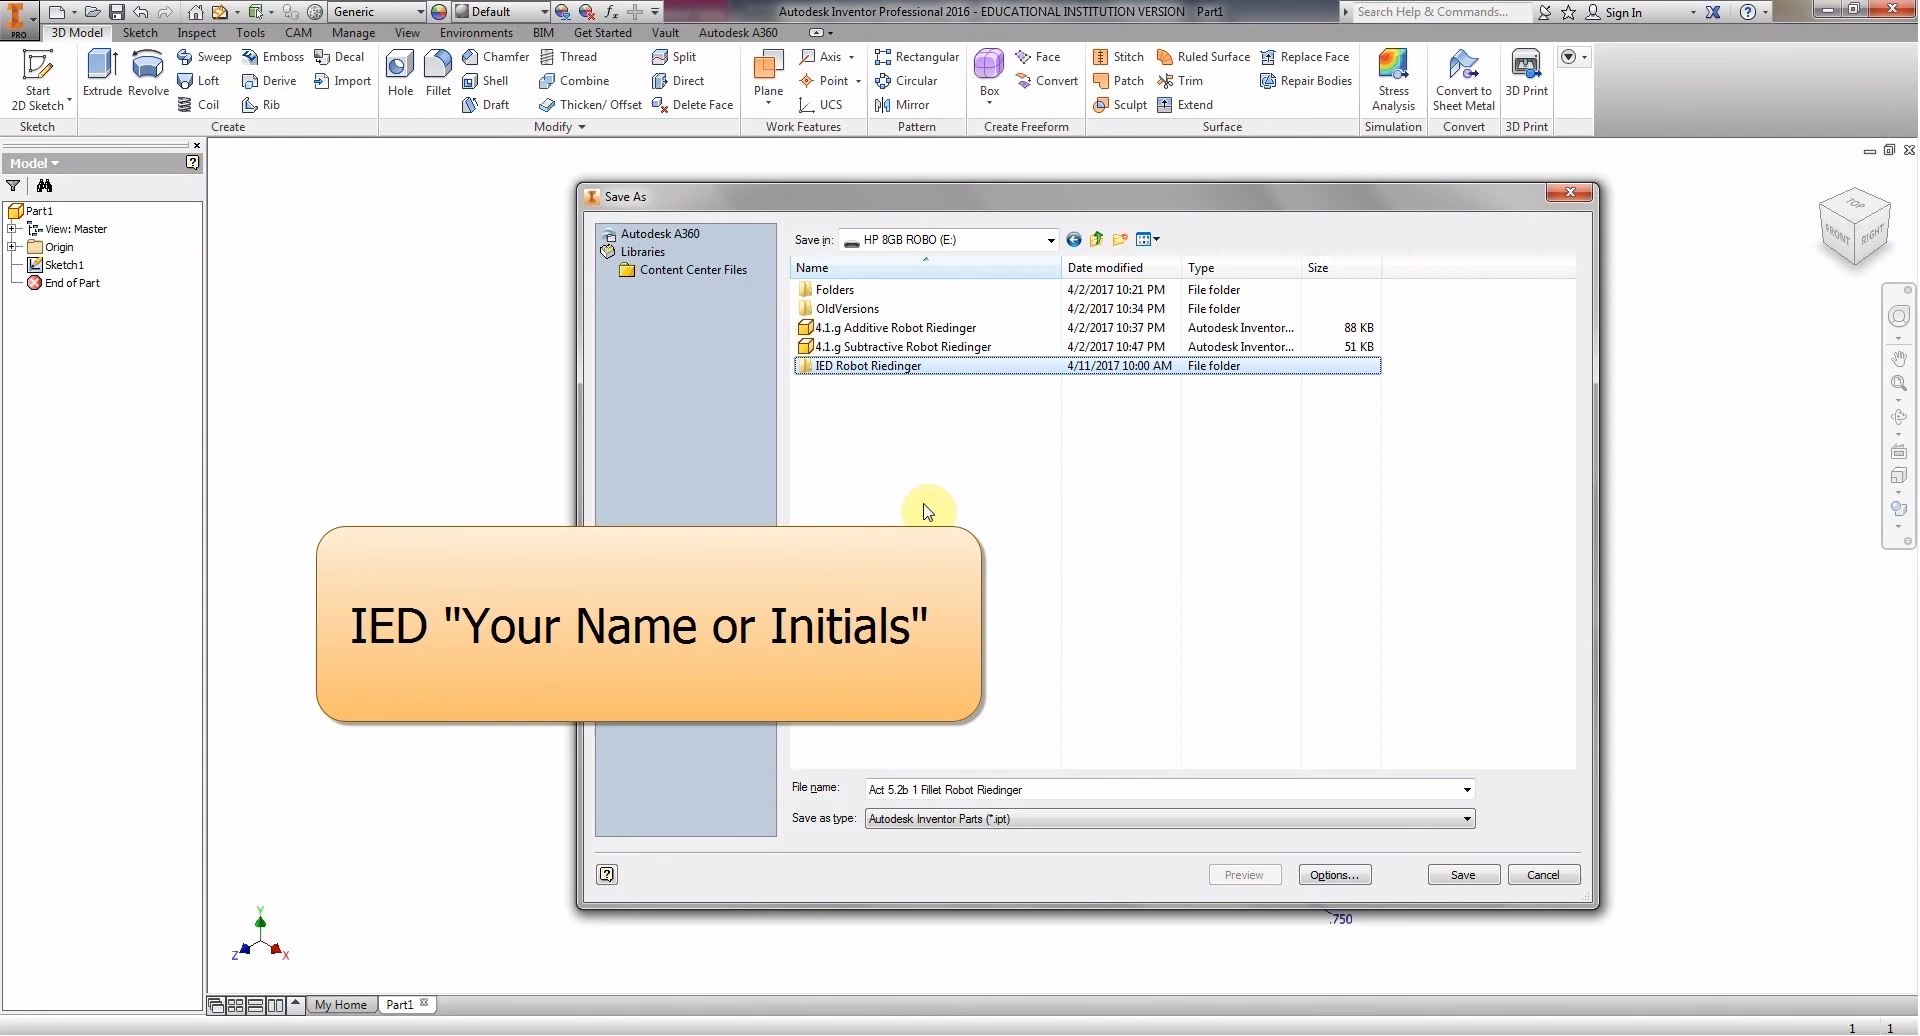 Generic
Default
Autodesk Inventor Professional 2016 - EDUCATIONAL INSTITUTION VERSION Part1
Search Help & Commands...
Sign In
PRO
3D Model Sketch Inspect Tools CAM Manage View Environments BIM Get Started Vault Autodesk A360
Start
2D Sketch
Extrude
Revolve
Sweep
Loft
Coil
Emboss
Derive
Rib
Decal
Import
Hole
Fillet
Chamfer
Shell
Draft
Thread
Combine
Thicken/ Offset
Split
Direct
Delete Face
Plane
Axis
Point
UCS
Rectangular
Circular
Mirror
Box
Face
Convert
Stitch
Patch
Sculpt
Ruled Surface
Trim
Extend
Replace Face
Repair Bodies
Stress
Analysis
Convert to
Sheet Metal
3D Print
Sketch Create Modify Work Features Pattern Create Freeform Surface Simulation Convert 3D Print
Model
Part1
View: Master
Origin
Sketch1
End of Part
TOP
FRONT
RIGHT
Save As
Autodesk A360
Libraries
Content Center Files
Save in: HP 8GB ROBO (E:)
Name Date modified Type Size
Folders 4/2/2017 10:21 PM File folder
OldVersions 4/2/2017 10:34 PM File folder
4.1.g Additive Robot Riedinger 4/2/2017 10:37 PM Autodesk Inventor... 88 KB
4.1.g Subtractive Robot Riedinger 4/2/2017 10:47 PM Autodesk Inventor... 51 KB
IED Robot Riedinger 4/11/2017 10:00 AM File folder
IED "Your Name or Initials"
File name: Act 5.2b 1 Fillet Robot Riedinger
Save as type: Autodesk Inventor Parts (*.ipt)
Preview Options... Save Cancel
.750
Y
Z
X
My Home Part1
1 1